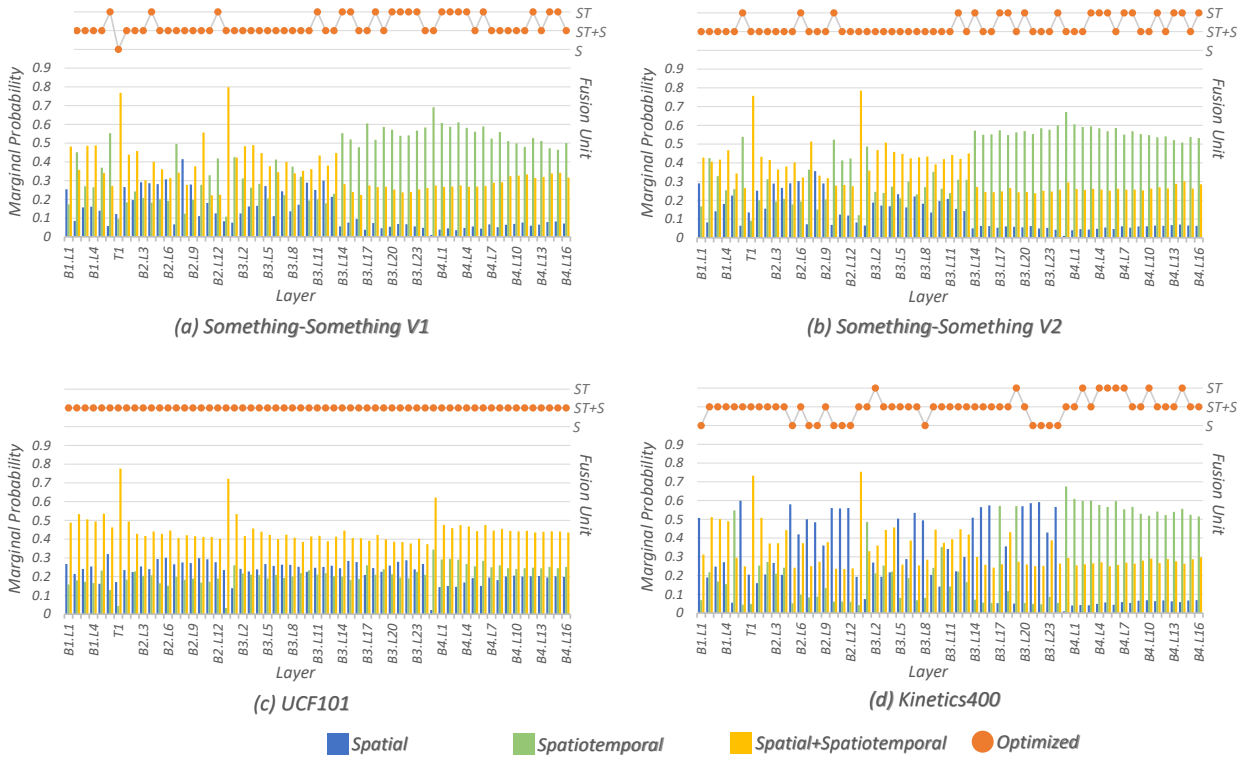 ST
ST+S
S
0.9
0.8
0.7
0.6
0.5
0.4
0.3
0.2
0.1
0
Marginal Probability
Fusion Unit
B1.L1
B1.L4
T1
B2.L3
B2.L6
B2.L9
B2.L12
B3.L2
B3.L5
B3.L8
B3.L11
B3.L14
B3.L17
B3.L20
B3.L23
B4.L1
B4.L4
B4.L7
B4.L10
B4.L13
B4.L16
Layer
(a) Something-Something V1
ST
ST+S
S
0.9
0.8
0.7
0.6
0.5
0.4
0.3
0.2
0.1
0
Marginal Probability
Fusion Unit
B1.L1
B1.L4
T1
B2.L3
B2.L6
B2.L9
B2.L12
B3.L2
B3.L5
B3.L8
B3.L11
B3.L14
B3.L17
B3.L20
B3.L23
B4.L1
B4.L4
B4.L7
B4.L10
B4.L13
B4.L16
Layer
(b) Something-Something V2
ST
ST+S
S
0.9
0.8
0.7
0.6
0.5
0.4
0.3
0.2
0.1
0
Marginal Probability
Fusion Unit
B1.L1
B1.L4
T1
B2.L3
B2.L6
B2.L9
B2.L12
B3.L2
B3.L5
B3.L8
B3.L11
B3.L14
B3.L17
B3.L20
B3.L23
B4.L1
B4.L4
B4.L7
B4.L10
B4.L13
B4.L16
Layer
(c) UCF101
ST
ST+S
S
0.9
0.8
0.7
0.6
0.5
0.4
0.3
0.2
0.1
0
Marginal Probability
Fusion Unit
B1.L1
B1.L4
T1
B2.L3
B2.L6
B2.L9
B2.L12
B3.L2
B3.L5
B3.L8
B3.L11
B3.L14
B3.L17
B3.L20
B3.L23
B4.L1
B4.L4
B4.L7
B4.L10
B4.L13
B4.L16
Layer
(d) Kinetics400
Spatial
Spatiotemporal
Spatial+Spatiotemporal
Optimized